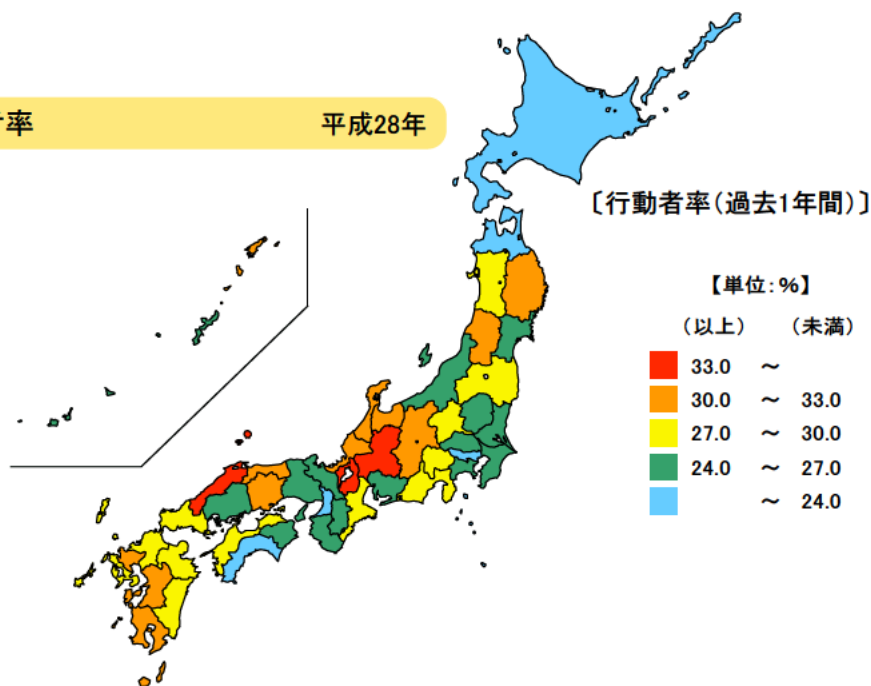 率 平成28年
〔行動者率(過去1年間)〕
【単位:%】
(以上) (未満)
33.0 ~
30.0 ~ 33.0
27.0 ~ 30.0
24.0 ~ 27.0
~ 24.0